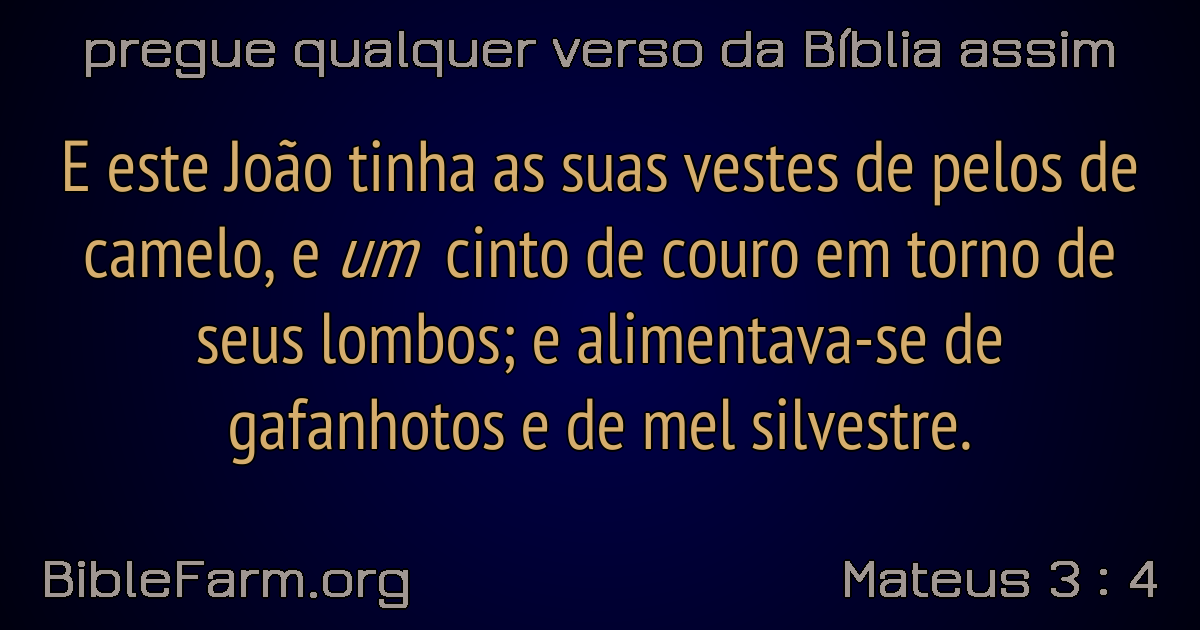 pregue qualquer verso da Bíblia assim
E este João tinha as suas vestes de pelos de
camelo, e um cinto de couro em torno de
seus lombos; e alimentava-se de
gafanhotos e de mel silvestre.
BibleFarm.org
Mateus 3 : 4